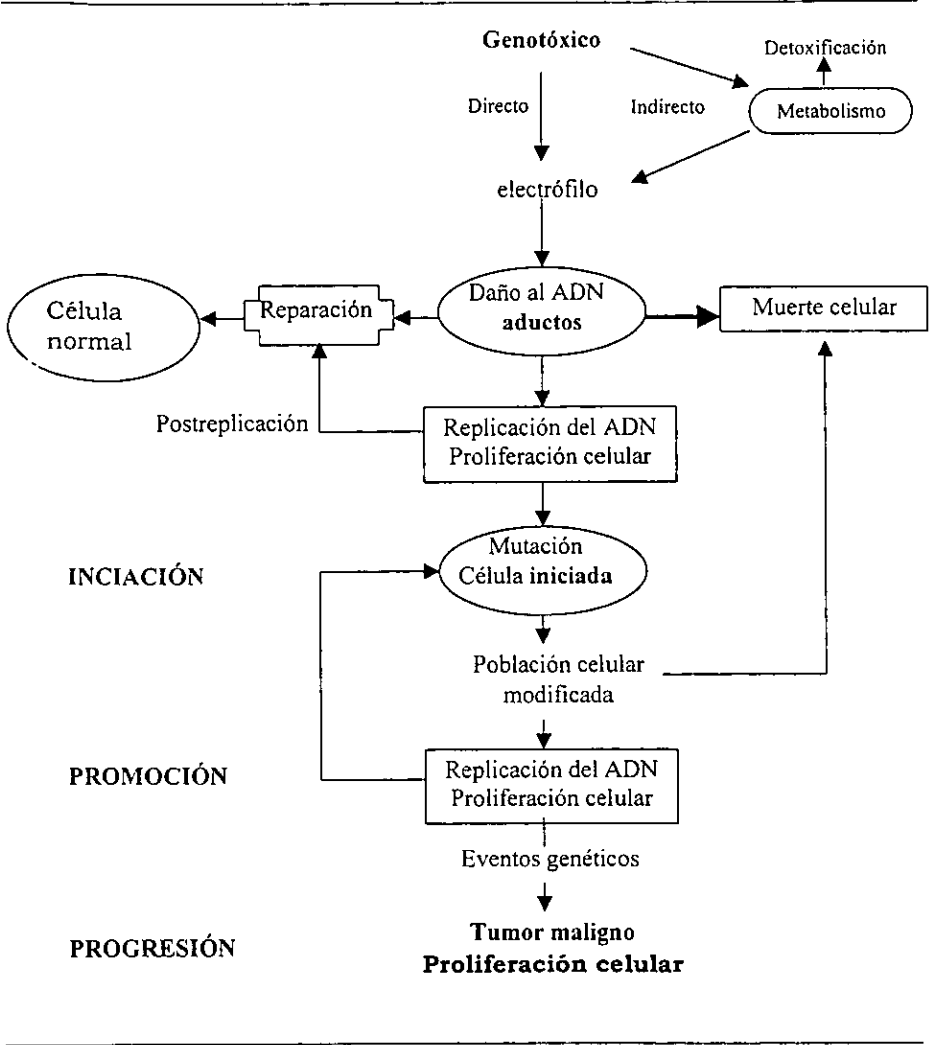 Genotóxico
Detoxificación
Directo
Indirecto
Metabolismo
electrófilo
Célula
normal
Reparación
Daño al ADN
aductos
Muerte celular
Postreplicación
Replicación del ADN
Proliferación celular
INCIACIÓN
Mutación
Célula iniciada
Población celular
modificada
PROMOCIÓN
Replicación del ADN
Proliferación celular
Eventos genéticos
PROGRESIÓN
Tumor maligno
Proliferación celular